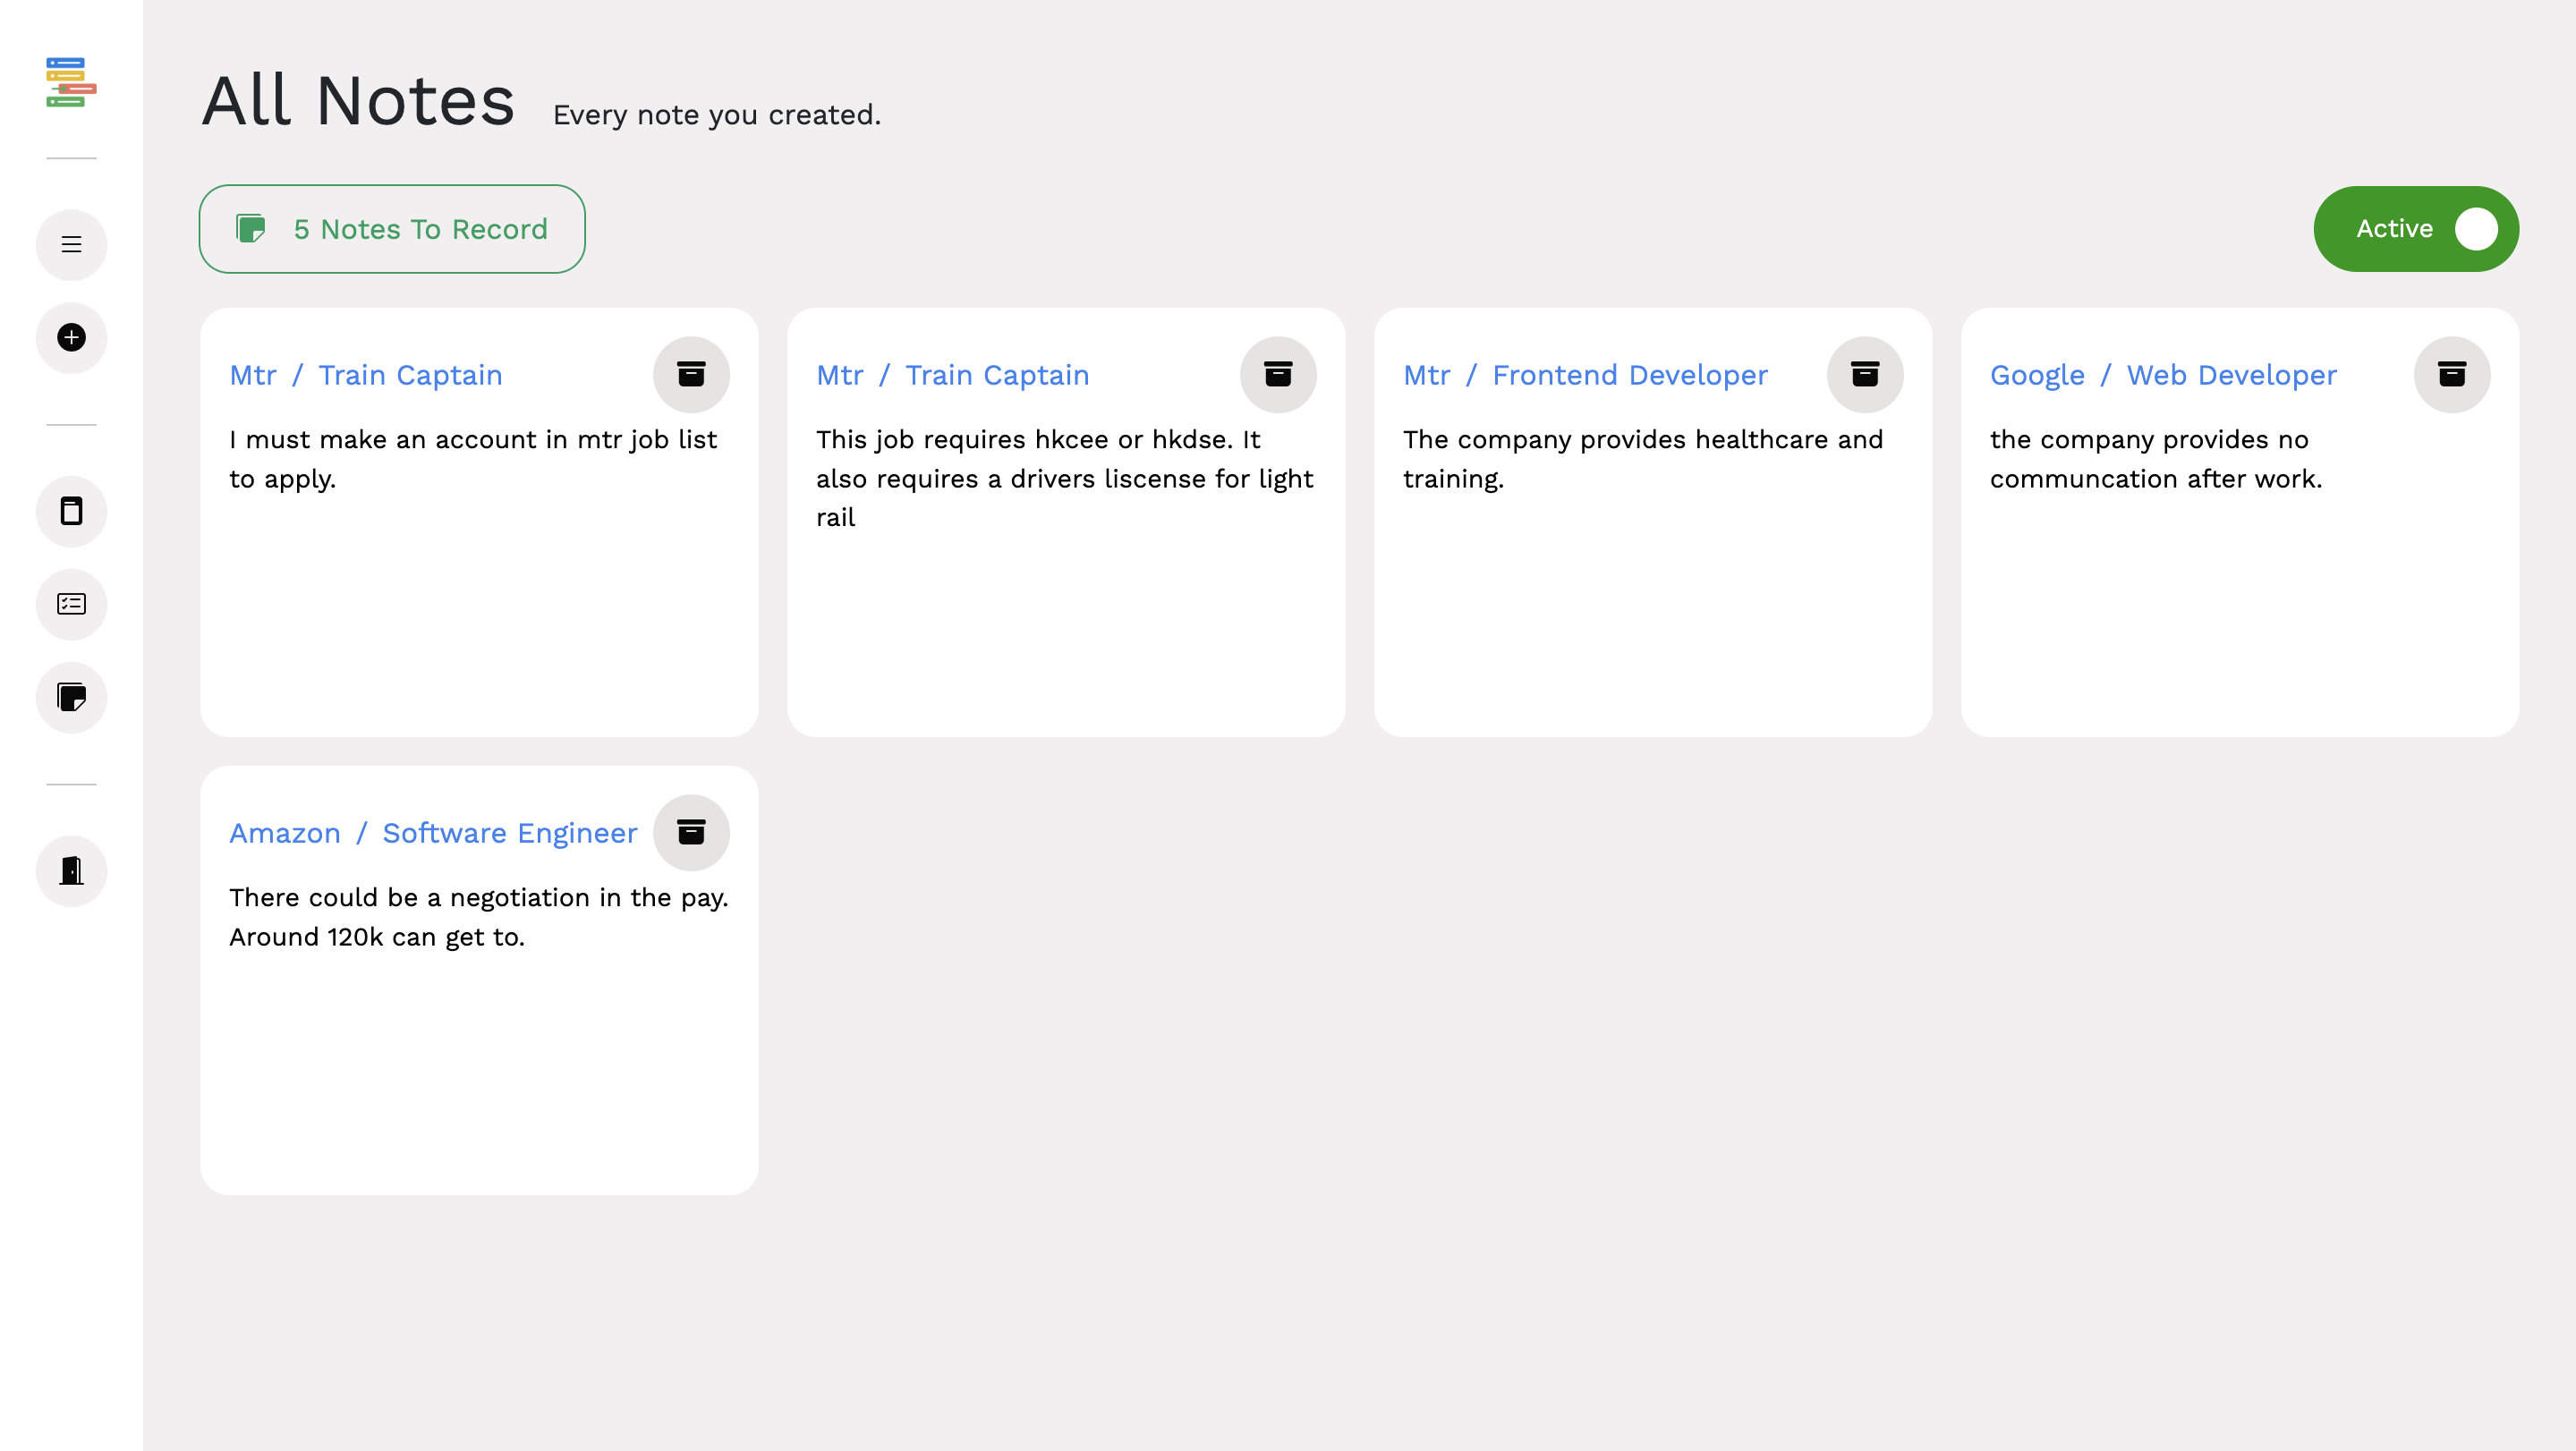 All Notes Every note you created.
5 Notes To Record
Active
Mtr / Train Captain
I must make an account in mtr job list
to apply.
Mtr / Train Captain
This job requires hkcee or hkdse. It
also requires a drivers liscense for light
rail
Mtr / Frontend Developer
The company provides healthcare and
training.
Google / Web Developer
the company provides no
communcation after work.
Amazon / Software Engineer
There could be a negotiation in the pay.
Around 120k can get to.